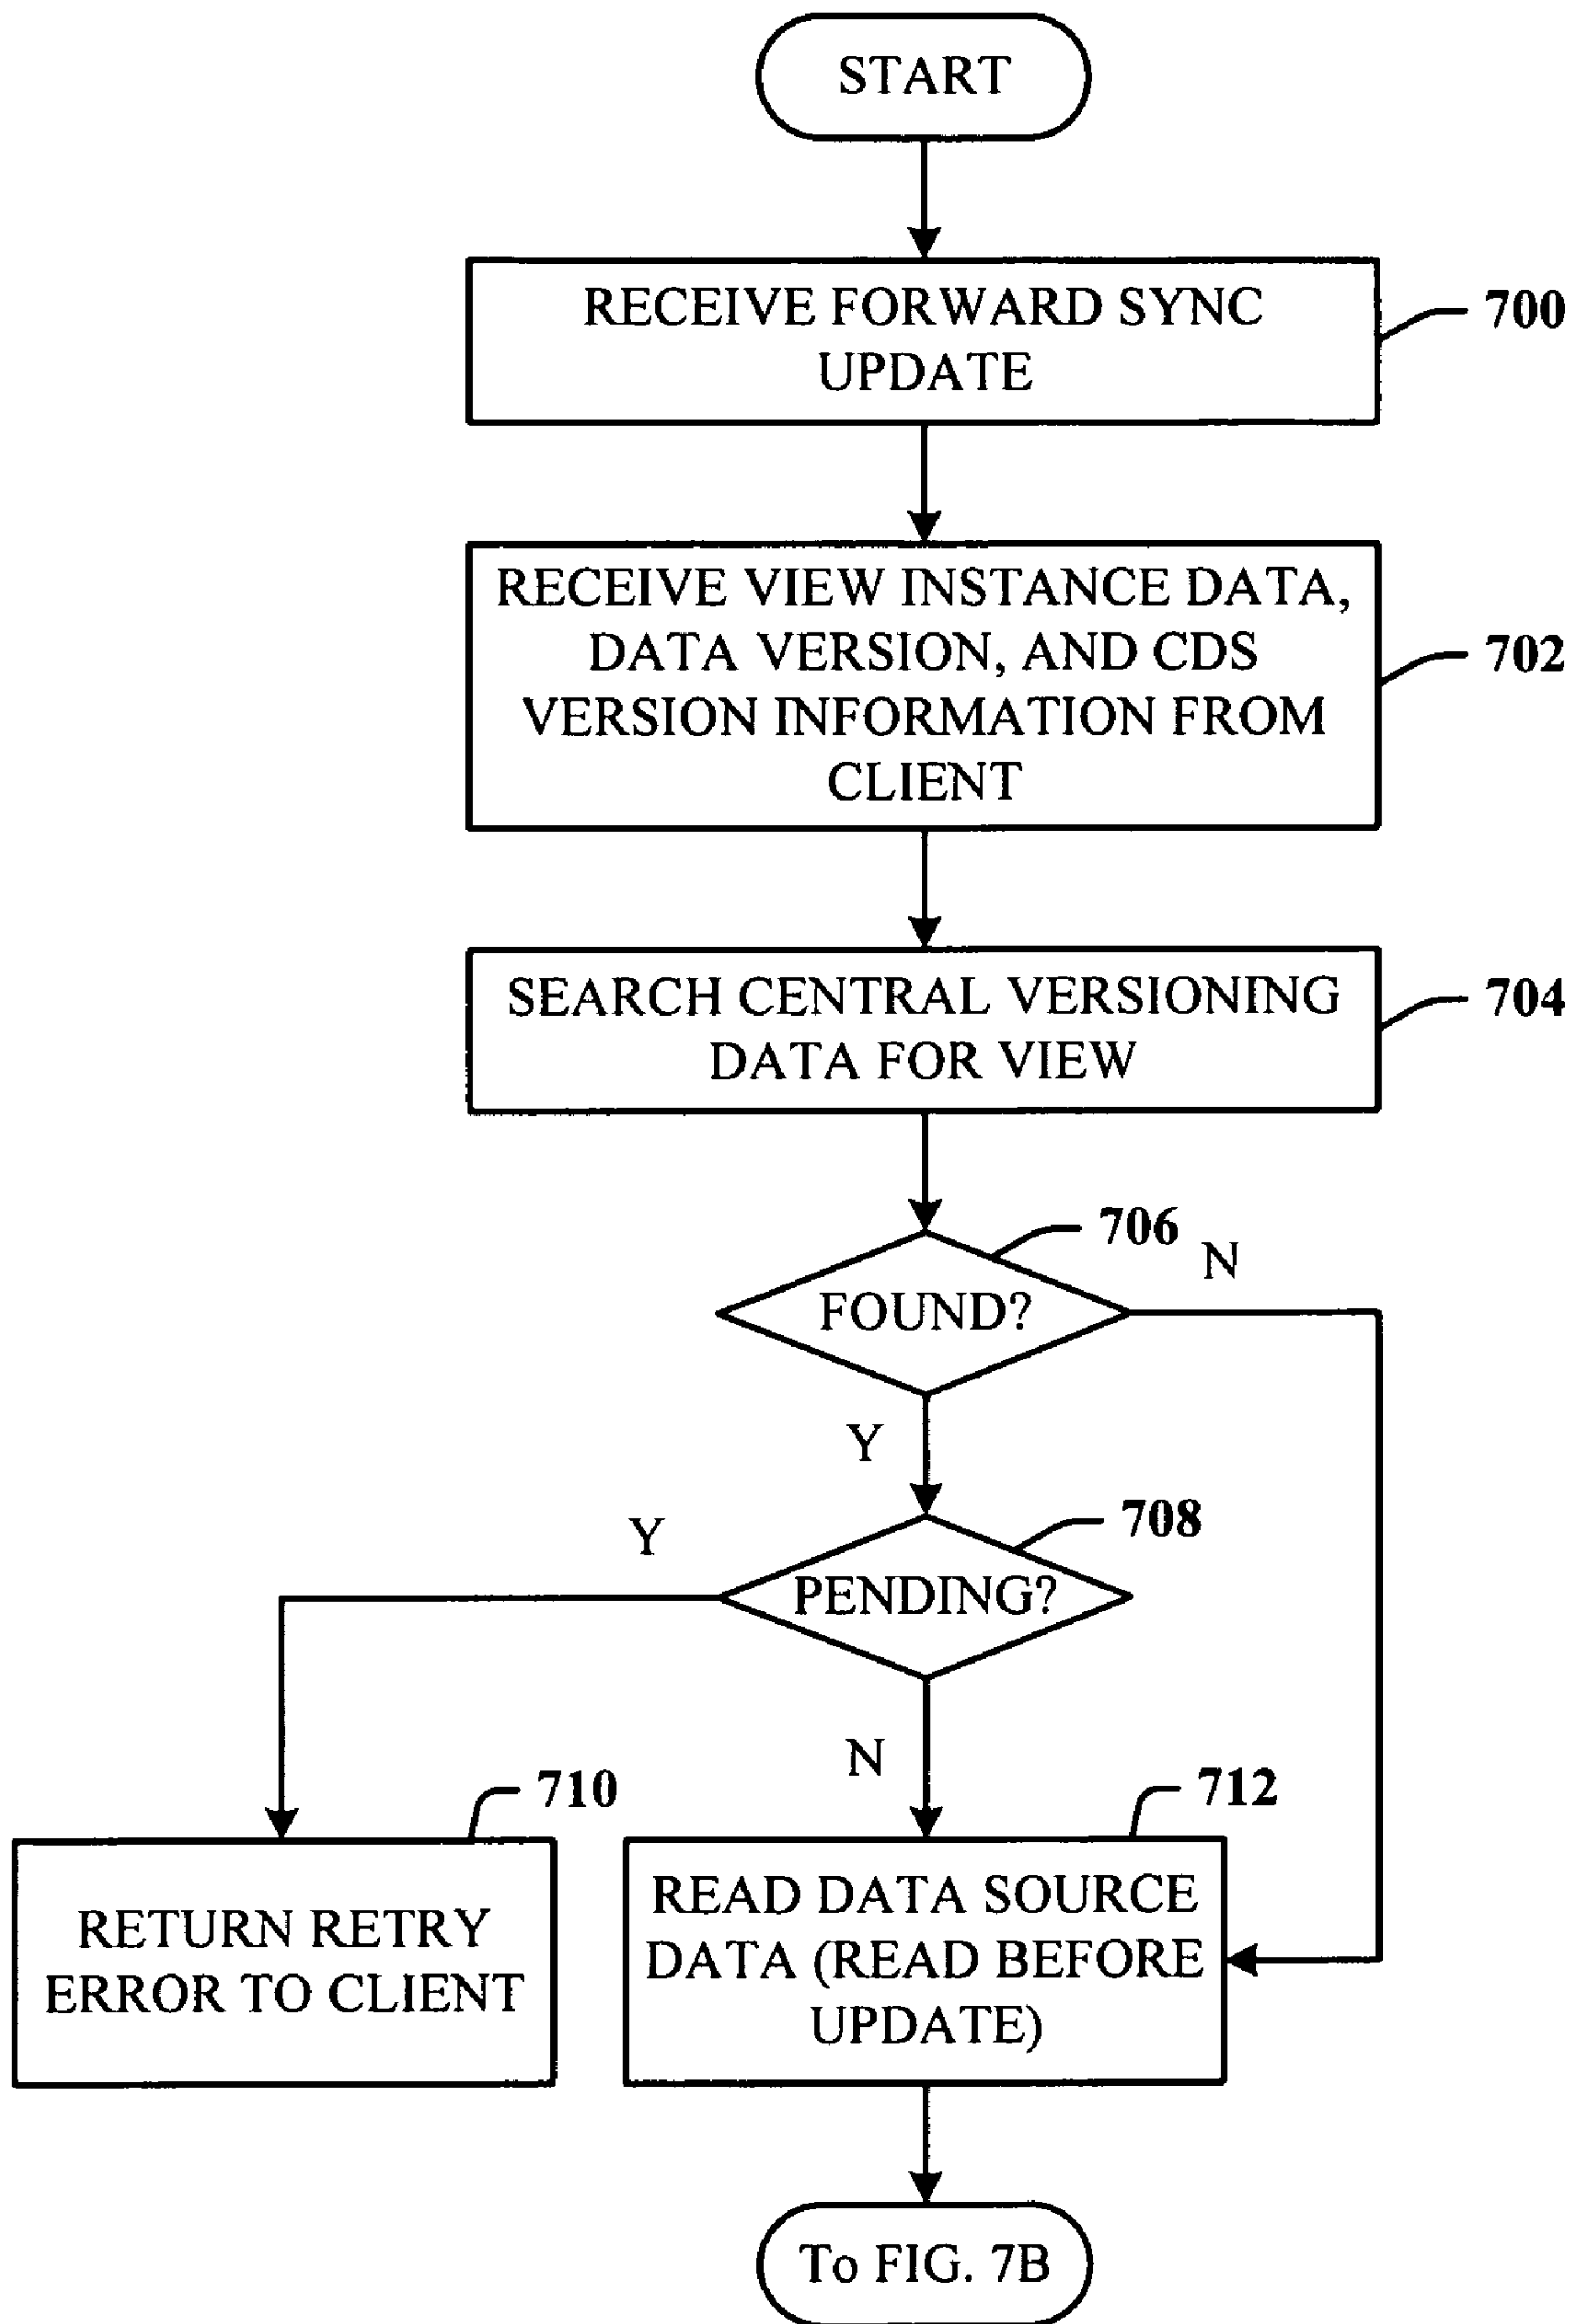 START
RECEIVE FORWARD SYNC
UPDATE
700
RECEIVE VIEW INSTANCE DATA,
DATA VERSION, AND CDS
VERSION INFORMATION FROM
CLIENT
702
SEARCH CENTRAL VERSIONING
DATA FOR VIEW
704
706
N
FOUND?
Y
708
Y
PENDING?
N
710
712
RETURN RETRY
ERROR TO CLIENT
READ DATA SOURCE
DATA (READ BEFORE
UPDATE)
To FIG. 7B